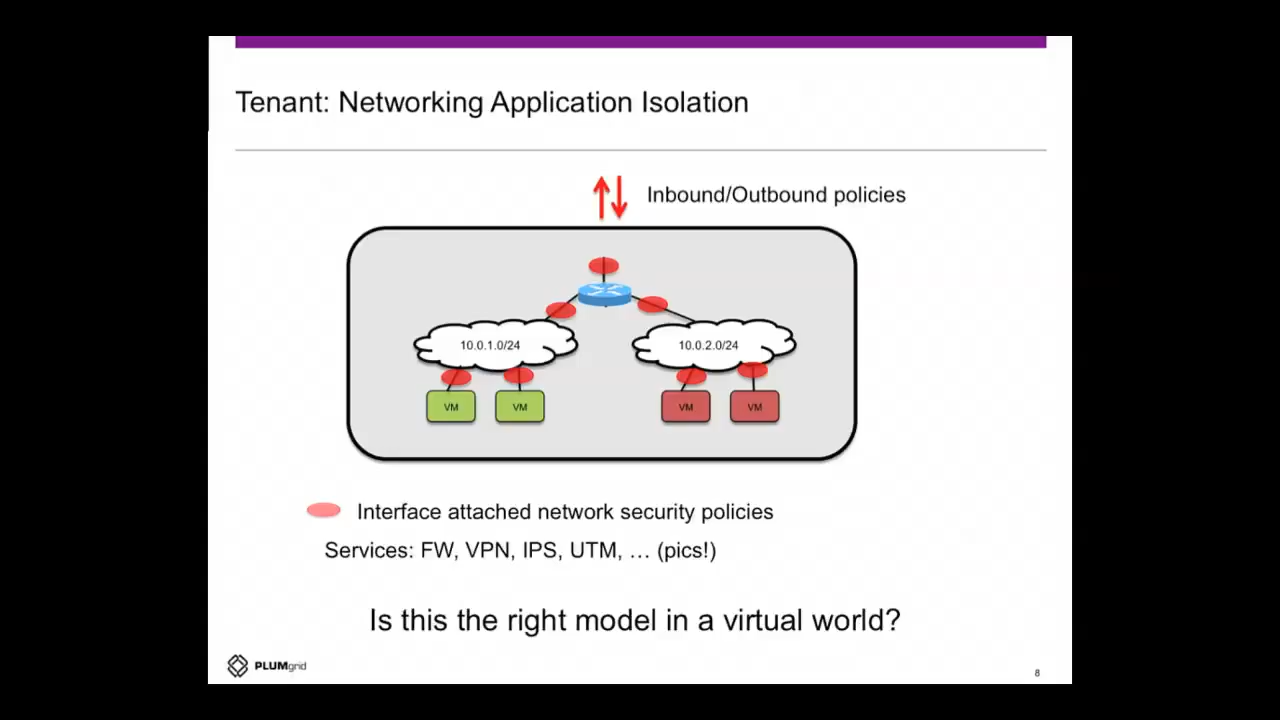 Tenant: Networking Application Isolation
Inbound/Outbound policies
10.0.1.0/24
10.0.2.0/24
VM
VM
VM
VM
Interface attached network security policies
Services: FW, VPN, IPS, UTM, … (pics!)
Is this the right model in a virtual world?
PLUMgrid
8